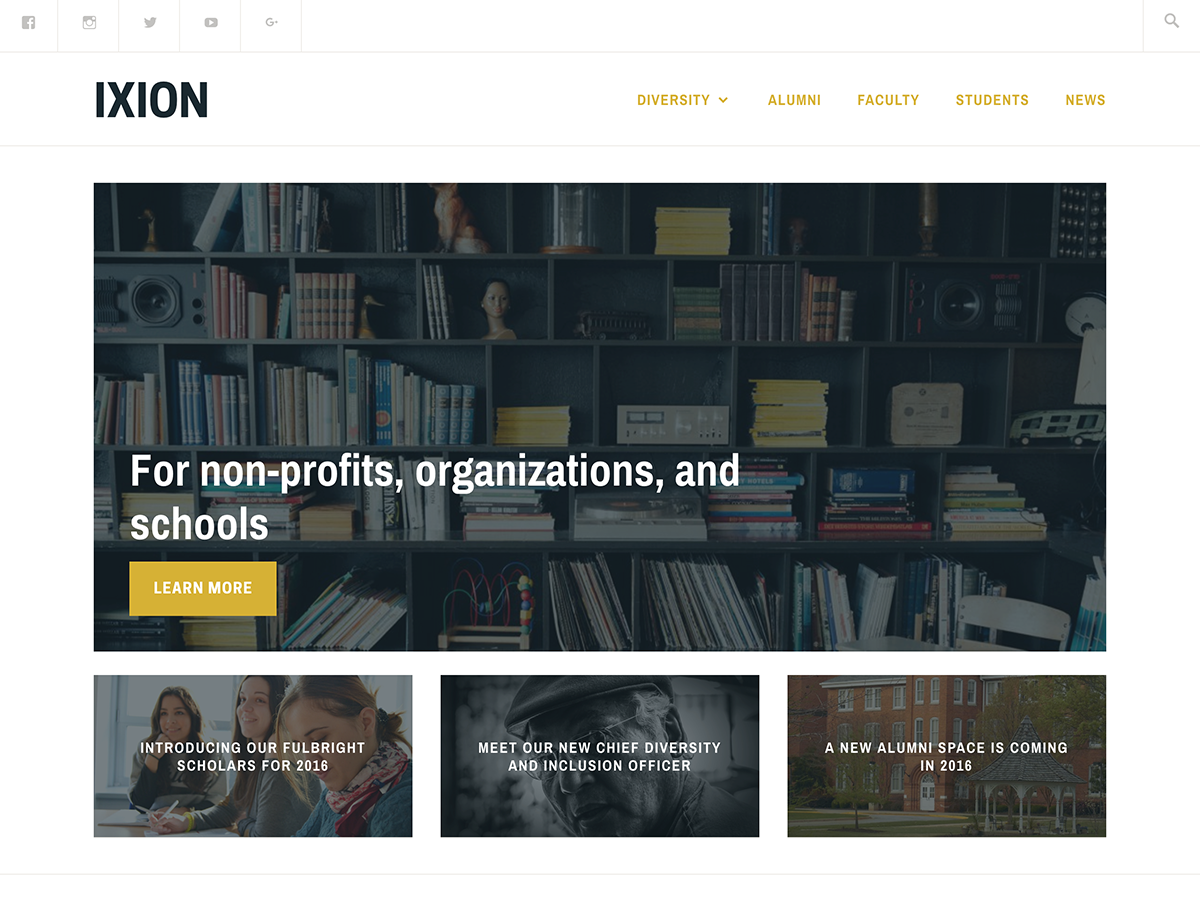 IXION
DIVERSITY
ALUMNI
FACULTY
STUDENTS
NEWS
For non-profits, organizations, and
schools
LEARN MORE
INTRODUCING OUR FULBRIGHT
SCHOLARS FOR 2016
MEET OUR NEW CHIEF DIVERSITY
AND INCLUSION OFFICER
A NEW ALUMNI SPACE IS COMING
IN 2016